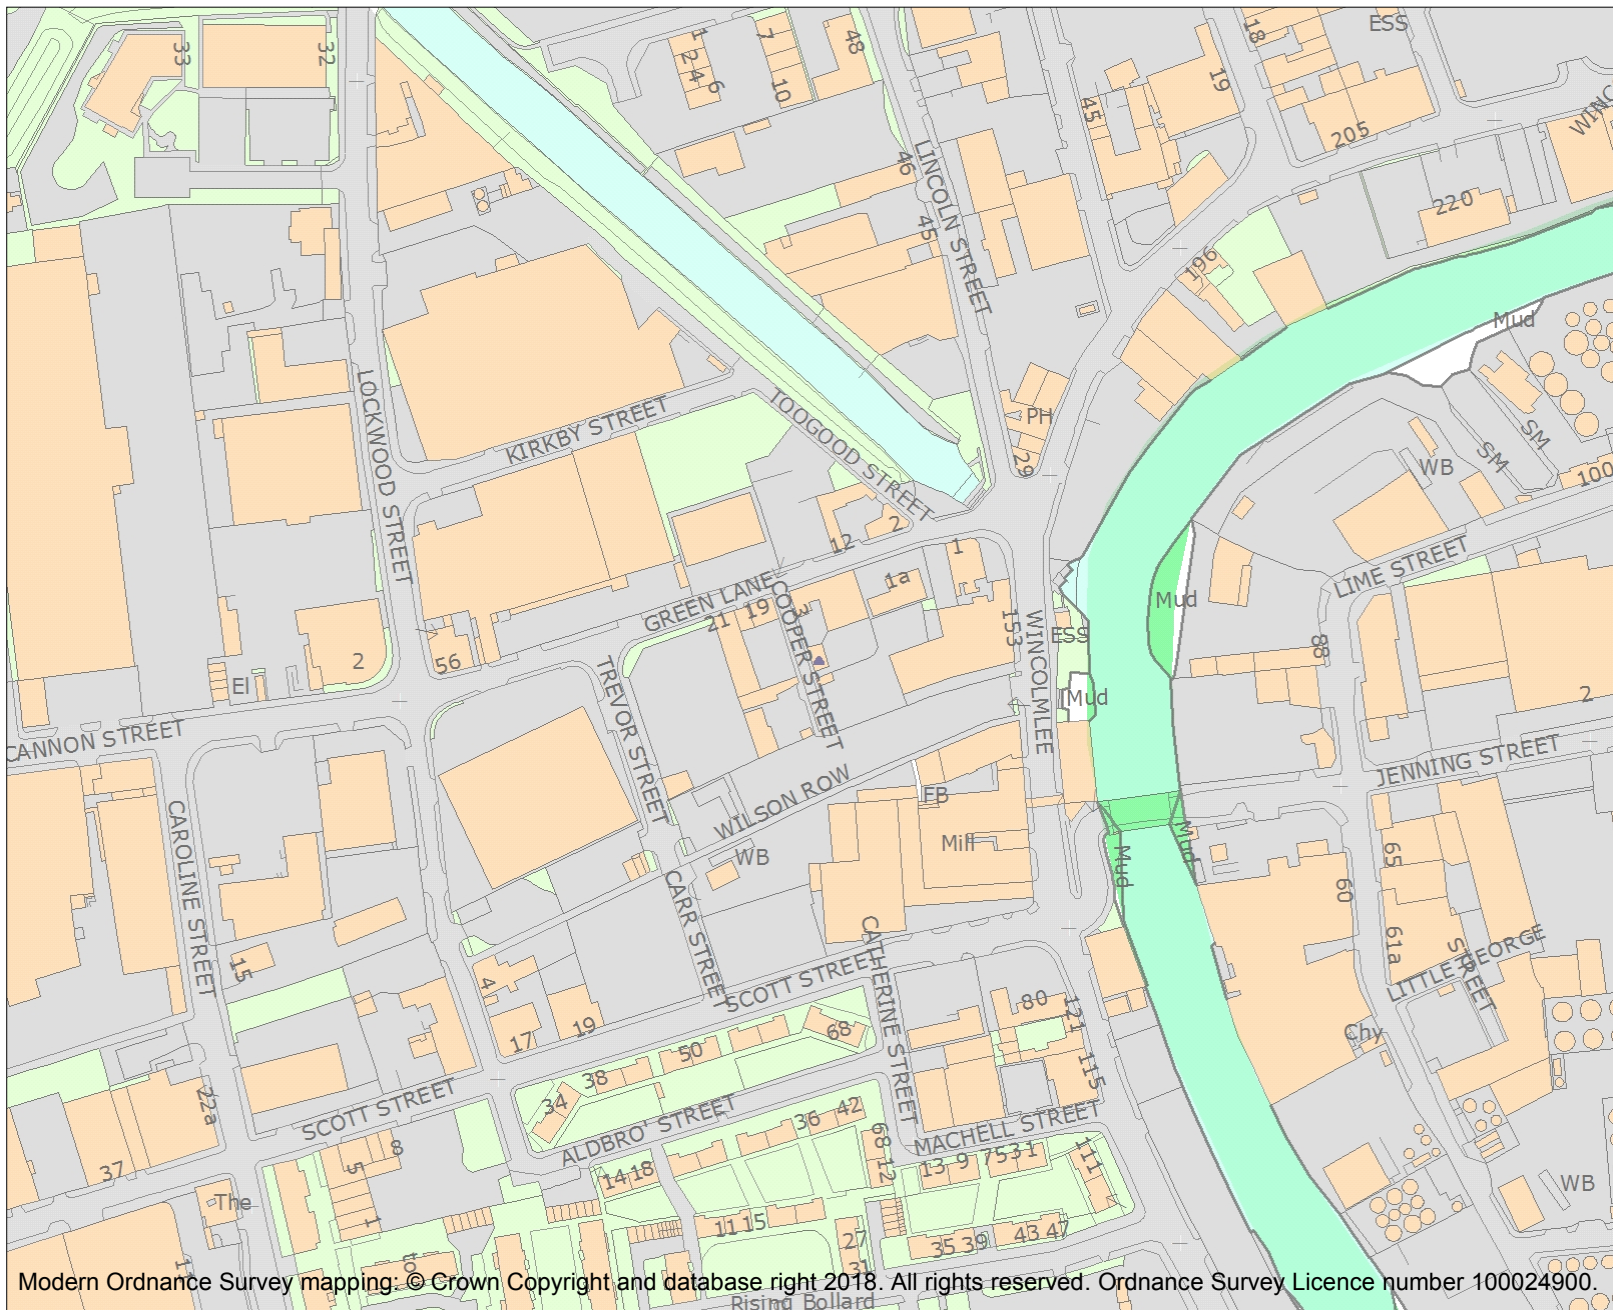 33
32
1
2
4
6
7
10
48
18
19
ESS
45
205
WINC
46
LINCOLN STREET
45
220
196
Mud
LOCKWOOD STREET
KIRKBY STREET
TOOGOOD STREET
PH
29
SM
SM
WB
100
2
12
1
1a
GREEN LANE
COOPER STREET
3
21 19
153
WINCOLMLEE
ESS
Mud
LIME STREET
88
2
56
2
El
Mud
CANNON STREET
TREVOR STREET
JENNING STREET
WILSON ROW
FB
WB
Mill
Mud
Mud
CAROLINE STREET
CARR STREET
60
65
61a
LITTLE GEORGE
STREET
15
4
17
19
SCOTT STREET
CATHERINE STREET
80
121
115
Chy
50
68
38
34
22a
SCOTT STREET
ALDBRO' STREET
36 42
MACHELL STREET
37
8
5
1
The
14 18
68
12
13 9 7 5 3 1
111
WB
11 15
27
31
35 39
43 47
Modern Ordnance Survey mapping: © Crown Copyright and database right 2018. All rights reserved. Ordnance Survey Licence number 100024900.
Rising Bollard